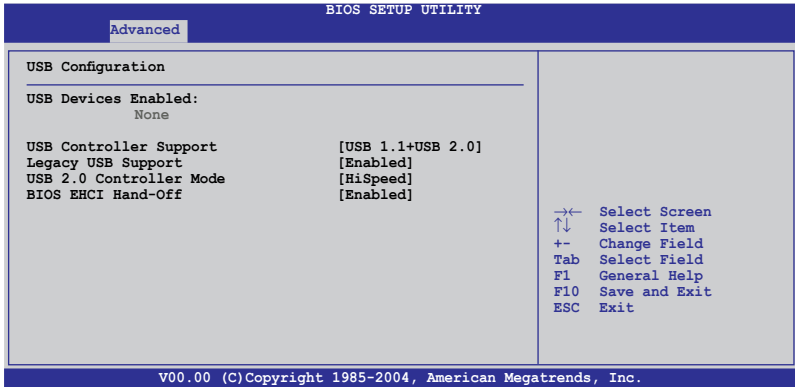 BIOS SETUP UTILITY
Advanced
USB Configuration
USB Devices Enabled:
None
USB Controller Support [USB 1.1+USB 2.0]
Legacy USB Support [Enabled]
USB 2.0 Controller Mode [HiSpeed]
BIOS EHCI Hand-Off [Enabled]
→← Select Screen
↑↓ Select Item
+- Change Field
Tab Select Field
F1 General Help
F10 Save and Exit
ESC Exit
V00.00 (C)Copyright 1985-2004, American Megatrends, Inc.